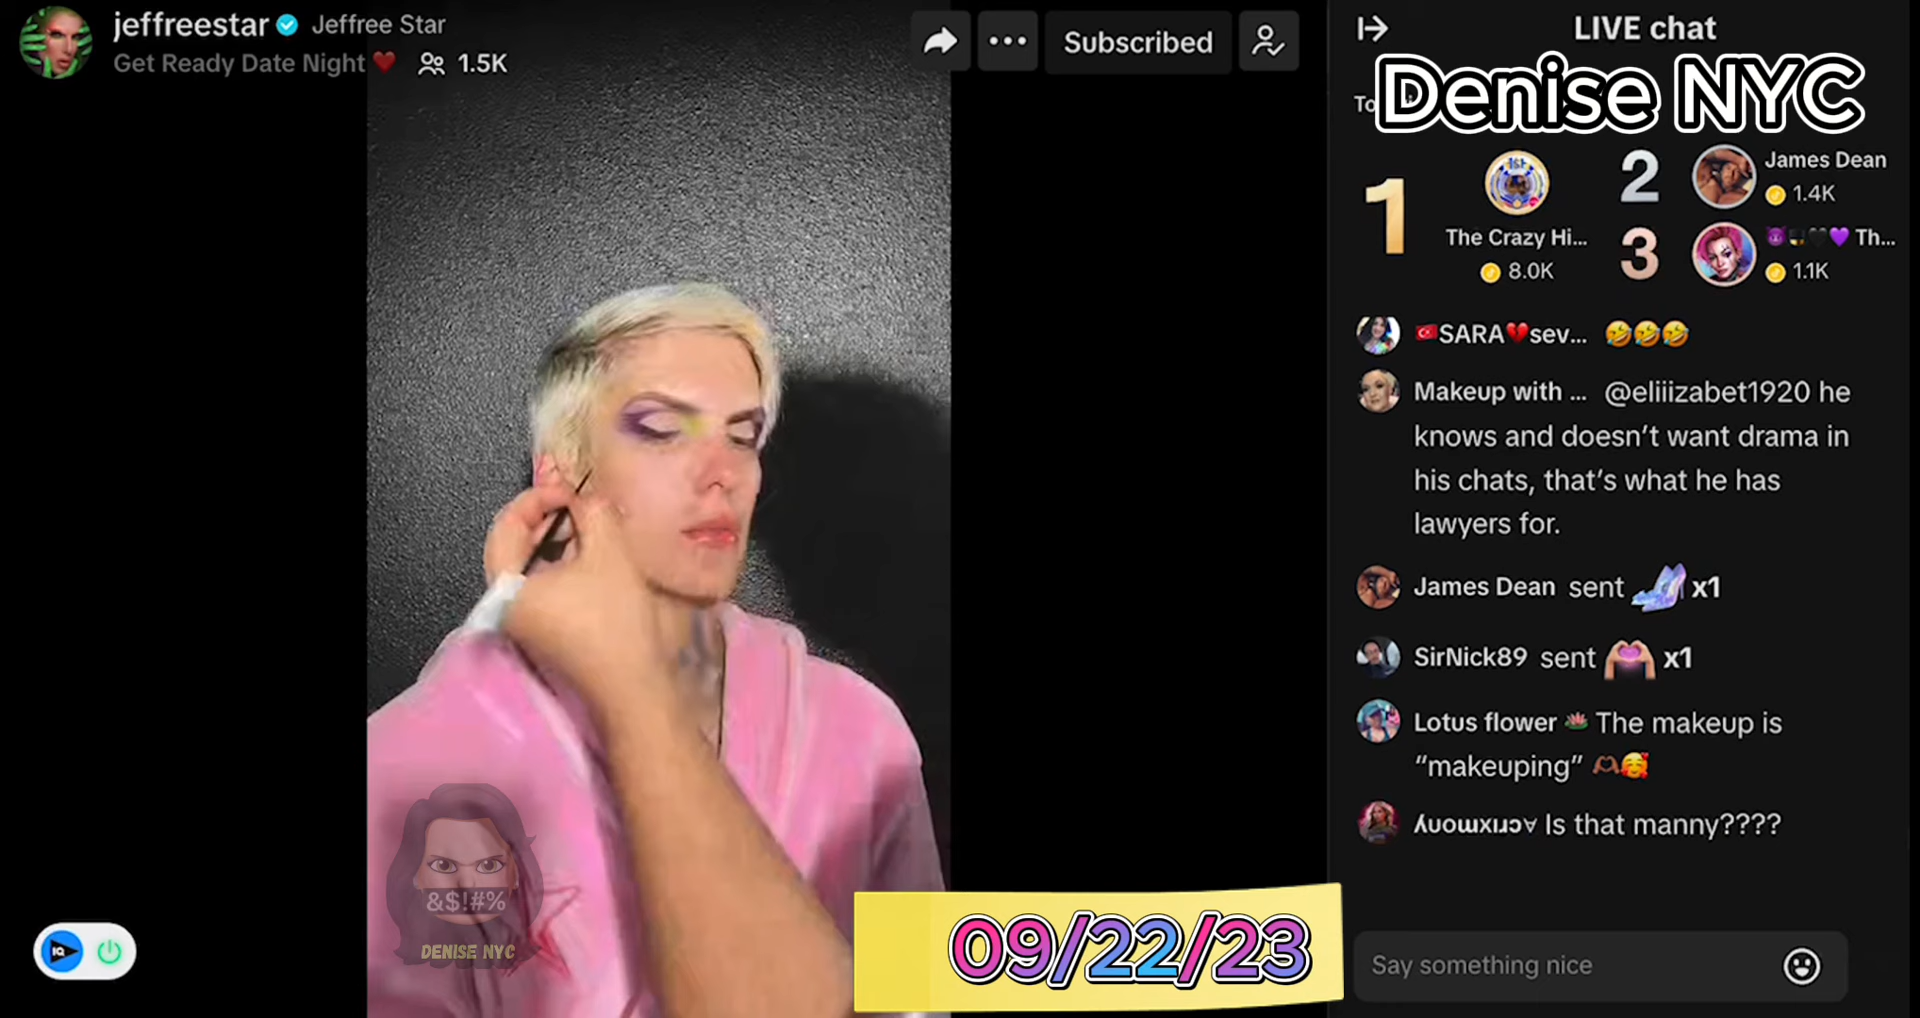 jeffreestar Jeffree Star
Get Ready Date Night ❤️ 1.5K
Subscribed
LIVE chat
Denise NYC
1
The Crazy Hi...
8.0K
2
James Dean
1.4K
3
😈🖤💜 Th...
1.1K
🇹🇷SARA💔sev... 🤣🤣🤣
Makeup with ... @eliiizabet1920 he
knows and doesn’t want drama in
his chats, that’s what he has
lawyers for.
James Dean sent x1
SirNick89 sent x1
Lotus flower 🪷 The makeup is
“makeuping” 🫶🏾🥰
Is that manny????
&$!#%
DENISE NYC
09/22/23
Say something nice